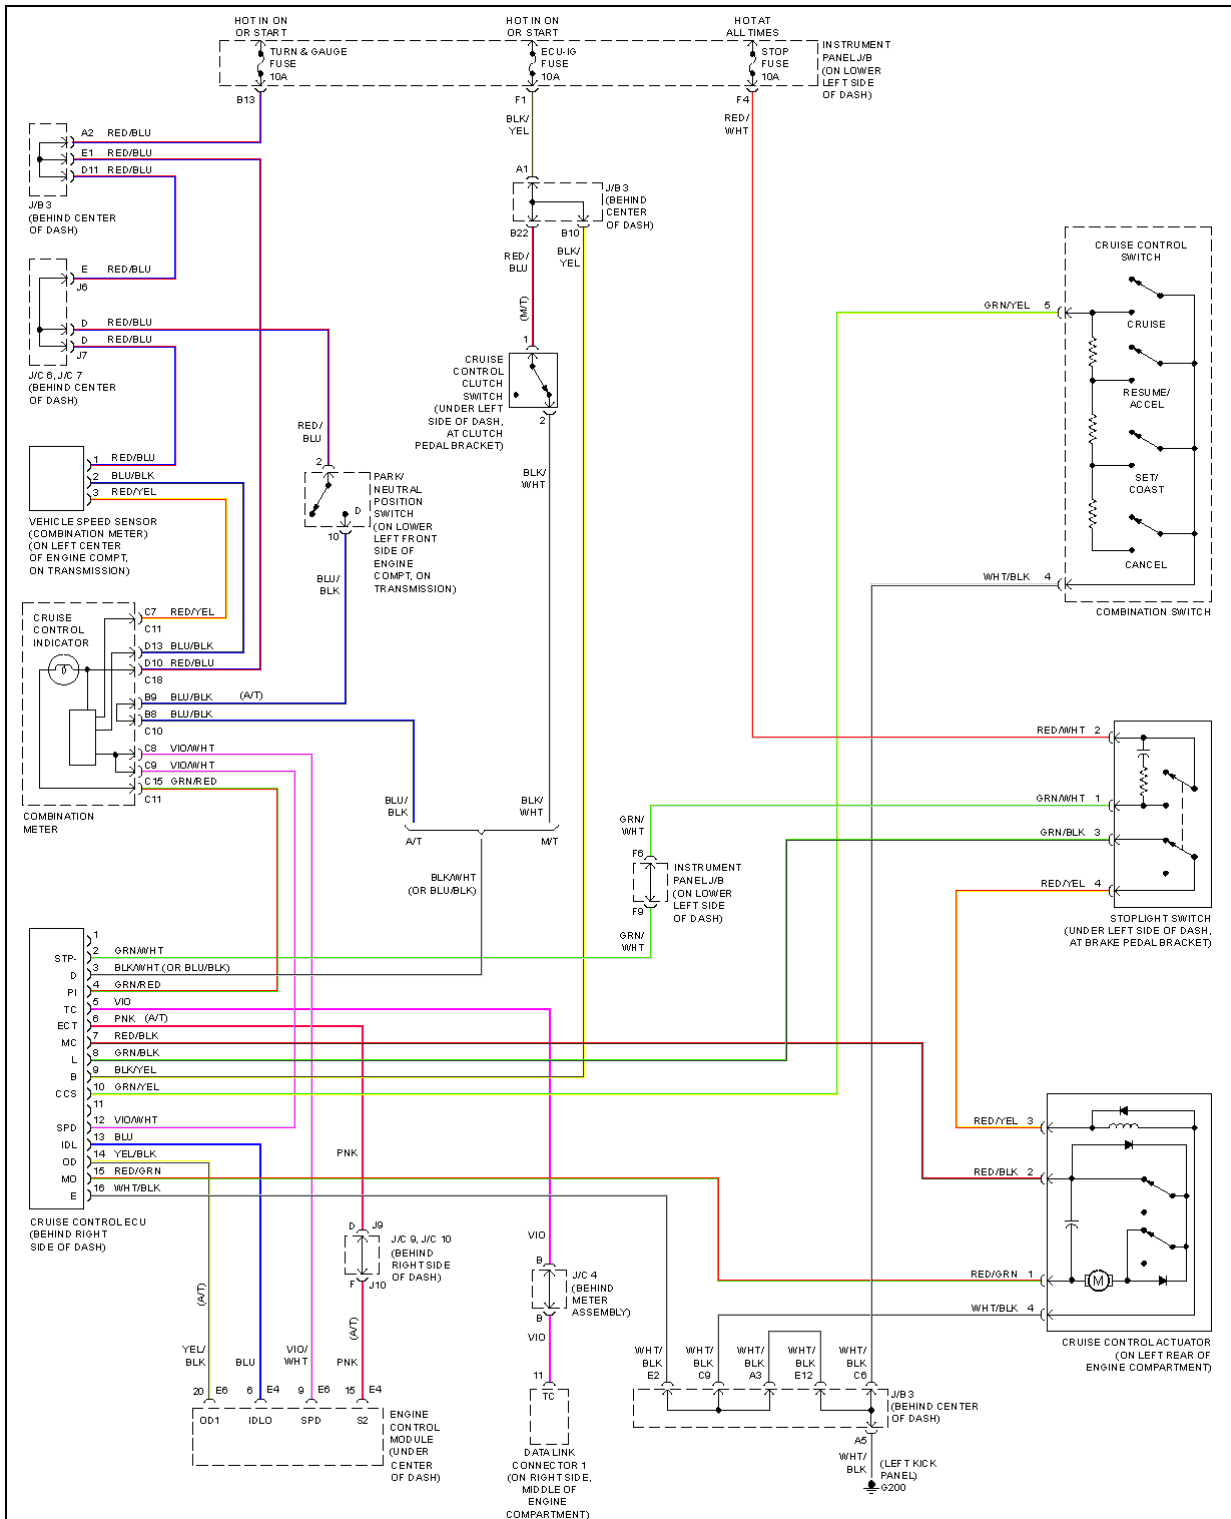 HOT IN ON
OR START
HOT IN ON
OR START
HOT AT
ALL TIMES
TURN & GAUGE
FUSE
10A
ECU-IG
FUSE
10A
STOP
FUSE
10A
INSTRUMENT
PANEL J/B
(ON LOWER
LEFT SIDE
OF DASH)
B13
F1
F4
BLK/
YEL
RED/
WHT
A2 RED/BLU
E1 RED/BLU
D11 RED/BLU
J/B 3
(BEHIND CENTER
OF DASH)
A1
J/B 3
(BEHIND
CENTER
OF DASH)
B22
B10
RED/
BLU
BLK/
YEL
(M/T)
E RED/BLU
J6
D RED/BLU
D RED/BLU
J7
J/C 6, J/C 7
(BEHIND CENTER
OF DASH)
1
CRUISE
CONTROL
CLUTCH
SWITCH
(UNDER LEFT
SIDE OF DASH,
AT CLUTCH
PEDAL BRACKET)
2
BLK/
WHT
CRUISE CONTROL
SWITCH
GRN/YEL 5
CRUISE
RESUME/
ACCEL
SET/
COAST
CANCEL
WHT/BLK 4
COMBINATION SWITCH
RED/
BLU
2
PARK/
NEUTRAL
POSITION
SWITCH
(ON LOWER
LEFT FRONT
SIDE OF
ENGINE
COMPT, ON
TRANSMISSION)
D
10
BLU/
BLK
1 RED/BLU
2 BLU/BLK
3 RED/YEL
VEHICLE SPEED SENSOR
(COMBINATION METER)
(ON LEFT CENTER
OF ENGINE COMPT,
ON TRANSMISSION)
CRUISE
CONTROL
INDICATOR
C7 RED/YEL
C11
D13 BLU/BLK
D10 RED/BLU
C18
B9 BLU/BLK (A/T)
B8 BLU/BLK
C10
C8 VIO/WHT
C9 VIO/WHT
C15 GRN/RED
C11
COMBINATION
METER
BLU/
BLK
BLK/
WHT
A/T
M/T
BLK/WHT
(OR BLU/BLK)
GRN/
WHT
F6
INSTRUMENT
PANEL J/B
(ON LOWER
LEFT SIDE
OF DASH)
F9
GRN/
WHT
RED/WHT 2
GRN/WHT 1
GRN/BLK 3
RED/YEL 4
STOPLIGHT SWITCH
(UNDER LEFT SIDE OF DASH,
AT BRAKE PEDAL BRACKET)
1
STP- 2 GRN/WHT
D 3 BLK/WHT (OR BLU/BLK)
PI 4 GRN/RED
TC 5 VIO
ECT 6 PNK (A/T)
MC 7 RED/BLK
L 8 GRN/BLK
B 9 BLK/YEL
CCS 10 GRN/YEL
11
SPD 12 VIO/WHT
IDL 13 BLU
OD 14 YEL/BLK
MO 15 RED/GRN
E 16 WHT/BLK
CRUISE CONTROL ECU
(BEHIND RIGHT
SIDE OF DASH)
RED/YEL 3
RED/BLK 2
RED/GRN 1
M
WHT/BLK 4
CRUISE CONTROL ACTUATOR
(ON LEFT REAR OF
ENGINE COMPARTMENT)
PNK
D J9
J/C 9, J/C 10
(BEHIND
RIGHT SIDE
OF DASH)
F J10
VIO
B
J/C 4
(BEHIND
METER
ASSEMBLY)
B
VIO
(A/T)
(A/T)
YEL/
BLK
BLU
VIO/
WHT
PNK
20 E6
6 E4
9 E6
15 E4
OD1
IDLO
SPD
S2
ENGINE
CONTROL
MODULE
(UNDER
CENTER
OF DASH)
11
TC
DATA LINK
CONNECTOR 1
(ON RIGHT SIDE,
MIDDLE OF
ENGINE
COMPARTMENT)
WHT/
BLK
E2
WHT/
BLK
C9
WHT/
BLK
A3
WHT/
BLK
E12
WHT/
BLK
C6
J/B 3
(BEHIND CENTER
OF DASH)
A5
WHT/
BLK
(LEFT KICK
PANEL)
G200